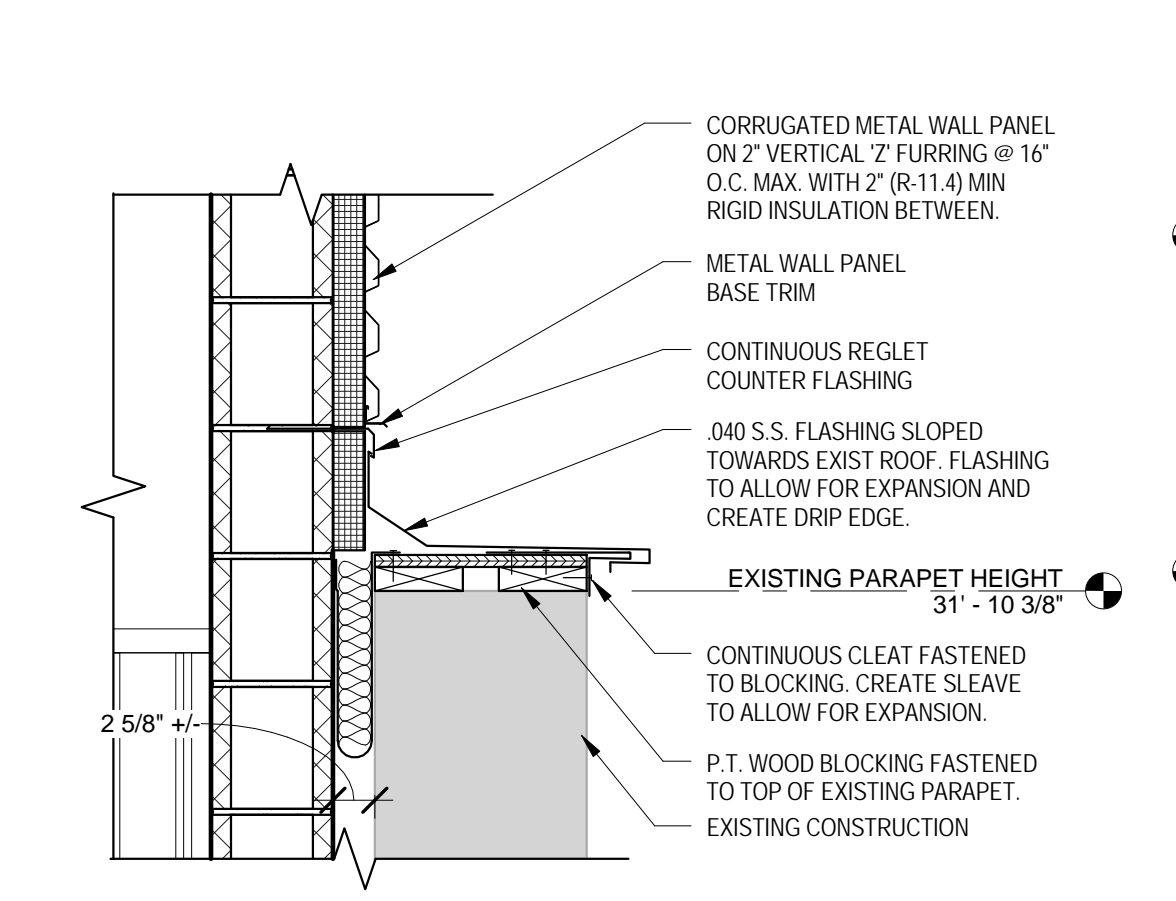 CORRUGATED METAL WALL PANEL
ON 2" VERTICAL 'Z' FURRING @ 16"
O.C. MAX. WITH 2" (R-11.4) MIN
RIGID INSULATION BETWEEN.
METAL WALL PANEL
BASE TRIM
CONTINUOUS REGLET
COUNTER FLASHING
.040 S.S. FLASHING SLOPED
TOWARDS EXIST ROOF. FLASHING
TO ALLOW FOR EXPANSION AND
CREATE DRIP EDGE.
EXISTING PARAPET HEIGHT
31' - 10 3/8"
CONTINUOUS CLEAT FASTENED
TO BLOCKING. CREATE SLEAVE
TO ALLOW FOR EXPANSION.
2 5/8" +/-
P.T. WOOD BLOCKING FASTENED
TO TOP OF EXISTING PARAPET.
EXISTING CONSTRUCTION